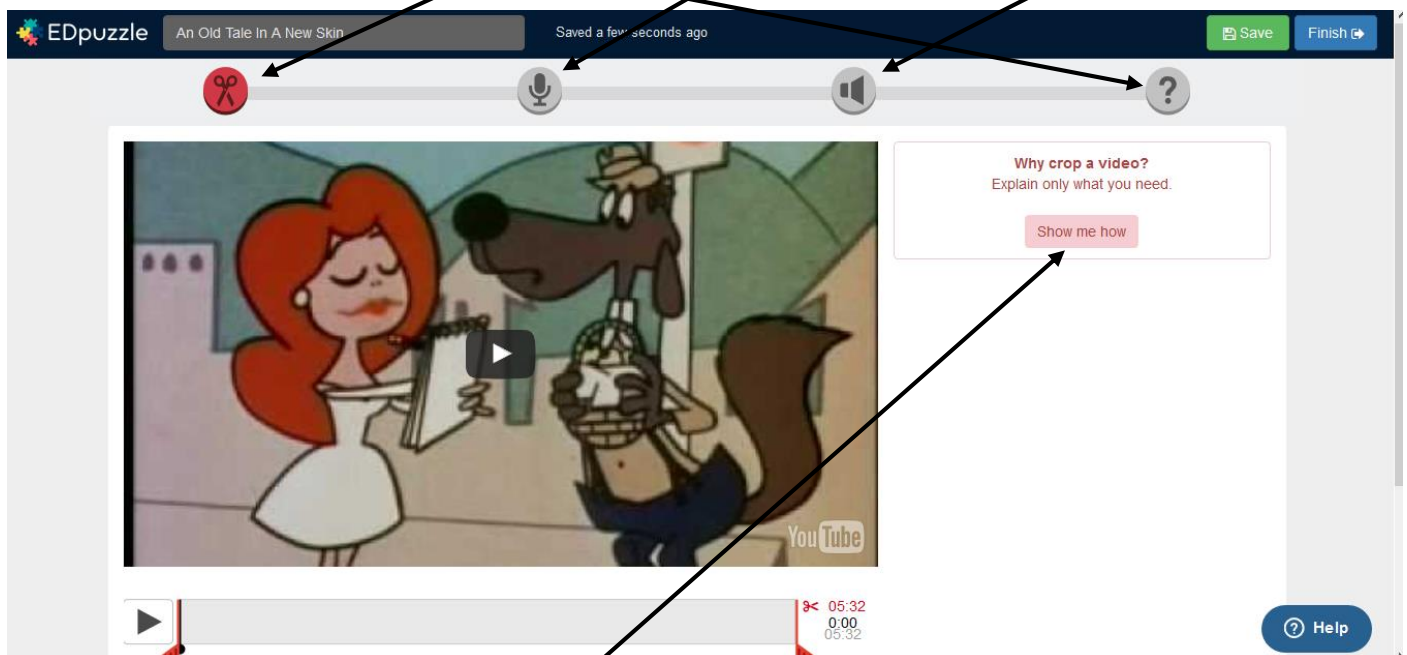 EDpuzzle An Old Tale In A New Skin Saved a few seconds ago Save Finish
?
Why crop a video?
Explain only what you need.
Show me how
YouTube
05:32
0:00
05:32
? Help